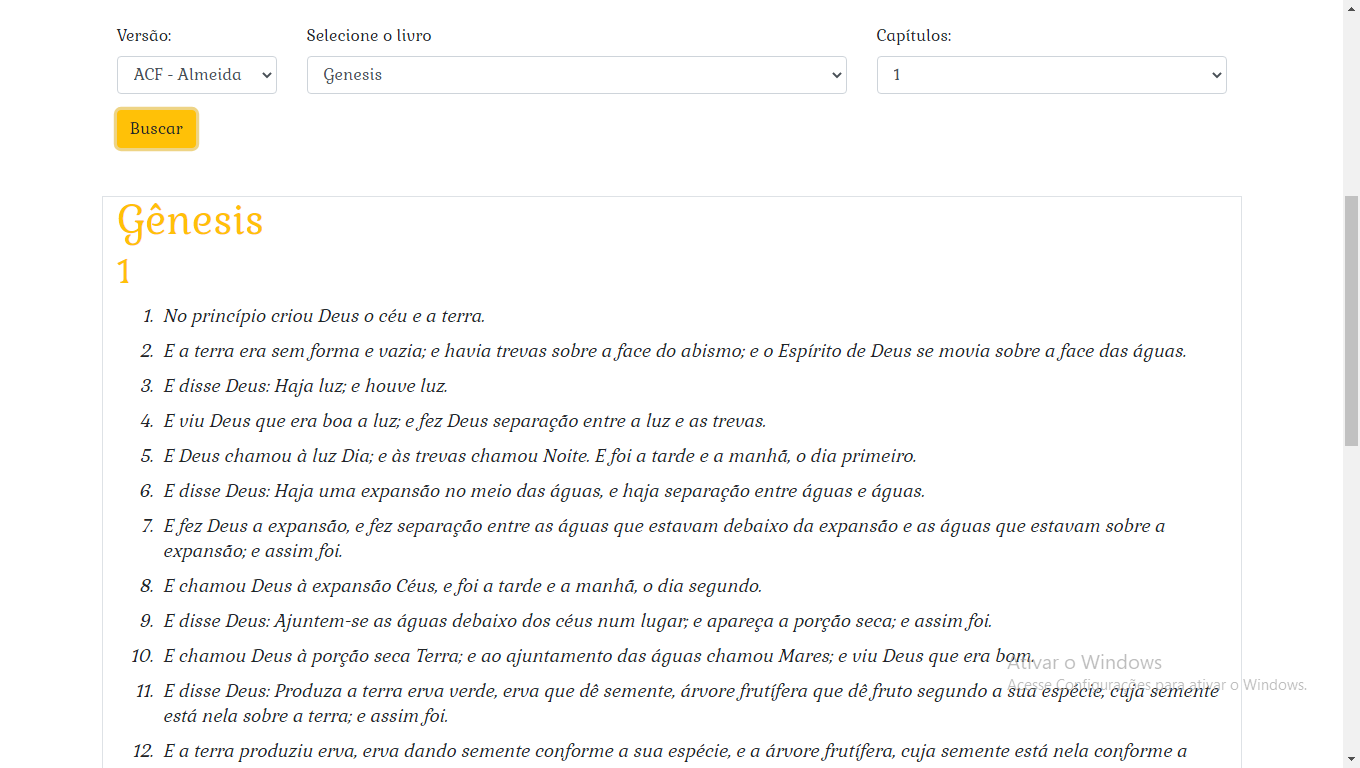 Versão: Selecione o livro Capítulos:
ACF - Almeida Genesis 1
Buscar
Gênesis
1
1. No princípio criou Deus o céu e a terra.
2. E a terra era sem forma e vazia; e havia trevas sobre a face do abismo; e o Espírito de Deus se movia sobre a face das águas.
3. E disse Deus: Haja luz; e houve luz.
4. E viu Deus que era boa a luz; e fez Deus separação entre a luz e as trevas.
5. E Deus chamou à luz Dia; e às trevas chamou Noite. E foi a tarde e a manhã, o dia primeiro.
6. E disse Deus: Haja uma expansão no meio das águas, e haja separação entre águas e águas.
7. E fez Deus a expansão, e fez separação entre as águas que estavam debaixo da expansão e as águas que estavam sobre a
expansão; e assim foi.
8. E chamou Deus à expansão Céus, e foi a tarde e a manhã, o dia segundo.
9. E disse Deus: Ajuntem-se as águas debaixo dos céus num lugar; e apareça a porção seca; e assim foi.
10. E chamou Deus à porção seca Terra; e ao ajuntamento das águas chamou Mares; e viu Deus que era bom.
11. E disse Deus: Produza a terra erva verde, erva que dê semente, árvore frutífera que dê fruto segundo a sua espécie, cuja semente
está nela sobre a terra; e assim foi.
12. E a terra produziu erva, erva dando semente conforme a sua espécie, e a árvore frutífera, cuja semente está nela conforme a
Ativar o Windows
Acesse Configurações para ativar o Windows.